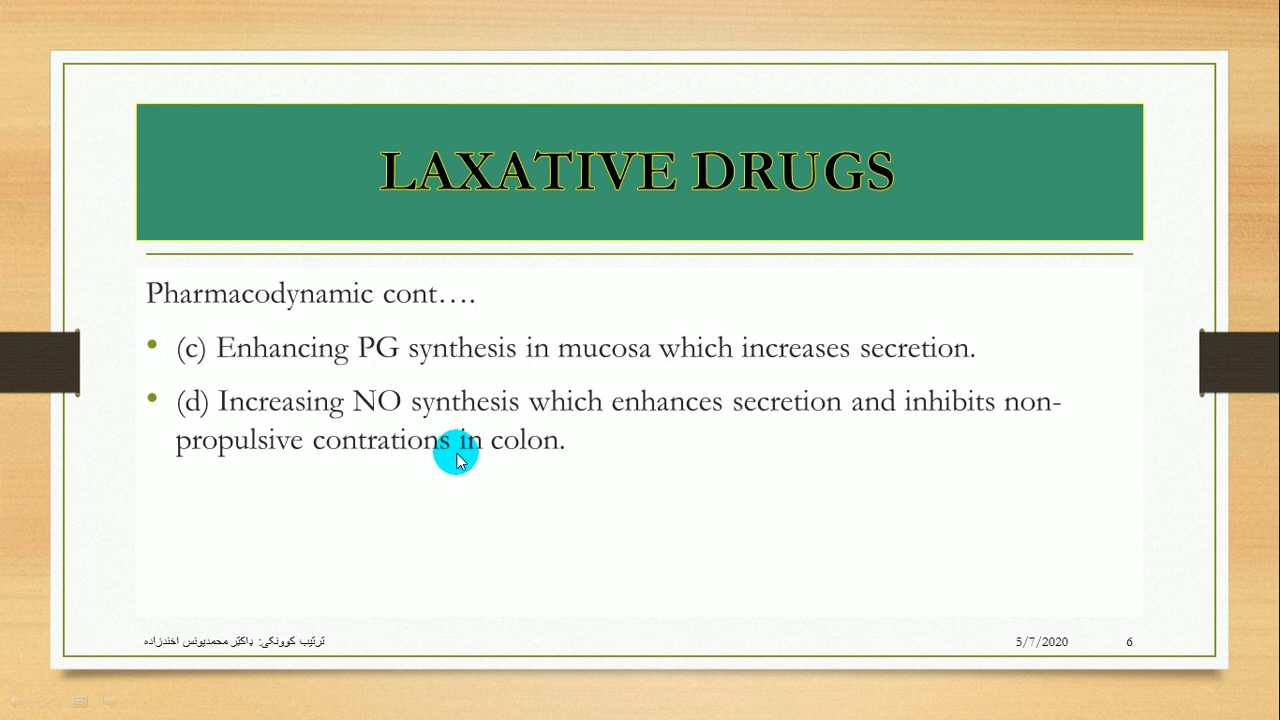 LAXATIVE DRUGS
Pharmacodynamic cont….
• (c) Enhancing PG synthesis in mucosa which increases secretion.
• (d) Increasing NO synthesis which enhances secretion and inhibits non-
propulsive contrations in colon.
ترتیب کوونکی: ډاکټر محمدیونس اخندزاده
5/7/2020
6